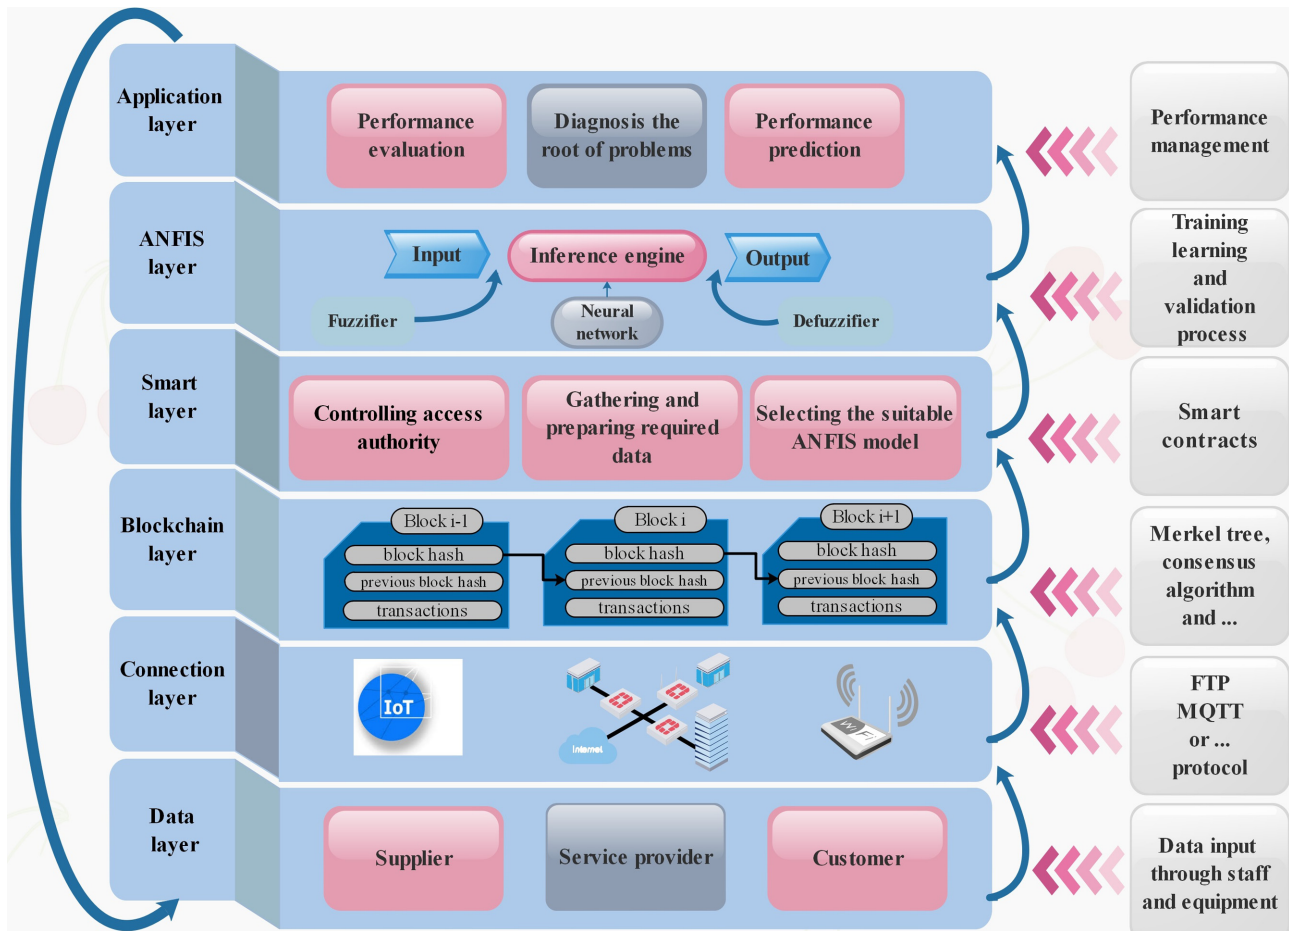 Application
layer
Performance
evaluation
Diagnosis the
root of problems
Performance
prediction
Performance
management
ANFIS
layer
Input
Inference engine
Output
Fuzzifier
Neural
network
Defuzzifier
Training
learning
and
validation
process
Smart
layer
Controlling access
authority
Gathering and
preparing required
data
Selecting the suitable
ANFIS model
Smart
contracts
Blockchain
layer
Block i-1
block hash
previous block hash
transactions
Block i
block hash
previous block hash
transactions
Block i+1
block hash
previous block hash
transactions
Merkel tree,
consensus
algorithm
and ...
Connection
layer
IoT
Internet
Wi Fi
FTP
MQTT
or ...
protocol
Data
layer
Supplier
Service provider
Customer
Data input
through staff
and equipment